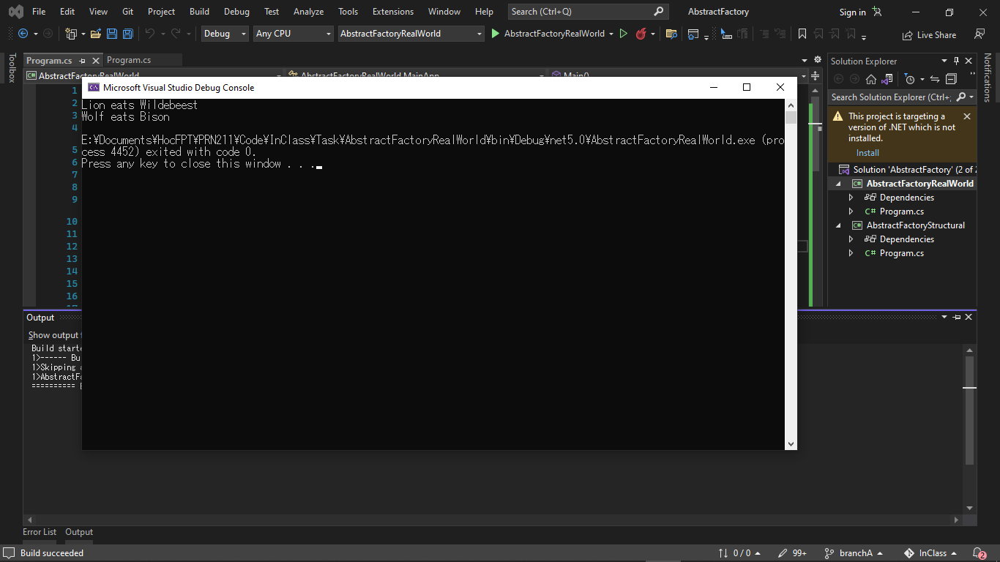 File Edit View Git Project Build Debug Test Analyze Tools Extensions Window Help Search (Ctrl+Q) AbstractFactory Sign in
Debug Any CPU AbstractFactoryRealWorld AbstractFactoryRealWorld Live Share
Toolbox
Program.cs Program.cs
C# AbstractFactoryRealWorld AbstractFactoryRealWorld.MainApp Main()
Microsoft Visual Studio Debug Console
Lion eats Wildebeest
Wolf eats Bison
E:¥Documents¥HocFPT¥PRN211¥Code¥InClass¥Task¥AbstractFactoryRealWorld¥bin¥Debug¥net5.0¥AbstractFactoryRealWorld.exe (pro
cess 4452) exited with code 0.
Press any key to close this window . . .
1
2
3
4
5
6
7
8
9
10
11
12
13
14
15
16
17
Solution Explorer
Search Solution Explorer (Ctrl+;
This project is targeting a
version of .NET which is not
installed.
Install
Solution 'AbstractFactory' (2 of 2
C# AbstractFactoryRealWorld
Dependencies
C# Program.cs
C# AbstractFactoryStructural
Dependencies
C# Program.cs
Notifications
Output
Show output f
Build starte
1>------ Bu
1>Skipping a
1>AbstractFa
==========
Error List Output
Build succeeded 0 / 0 99+ branchA InClass 2